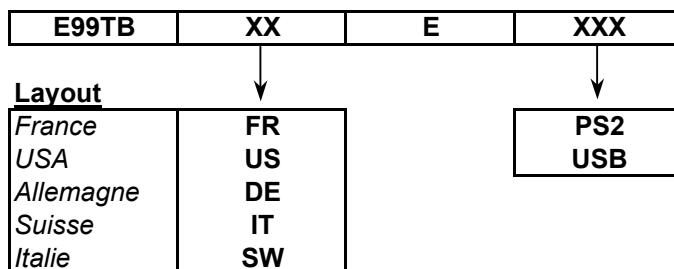 E99TB XX E XXX
Layout
France FR PS2
USA US USB
Allemagne DE
Suisse IT
Italie SW